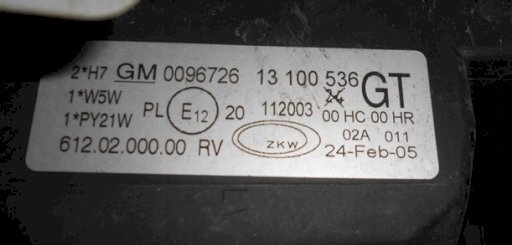 2*H7 GM 0096726 13 100 536 GT
1*W5W
1*PY21W PL E12 20 112003 00 HC 00 HR
02A 011
612.02.000.00 RV ZKW 24-Feb-05